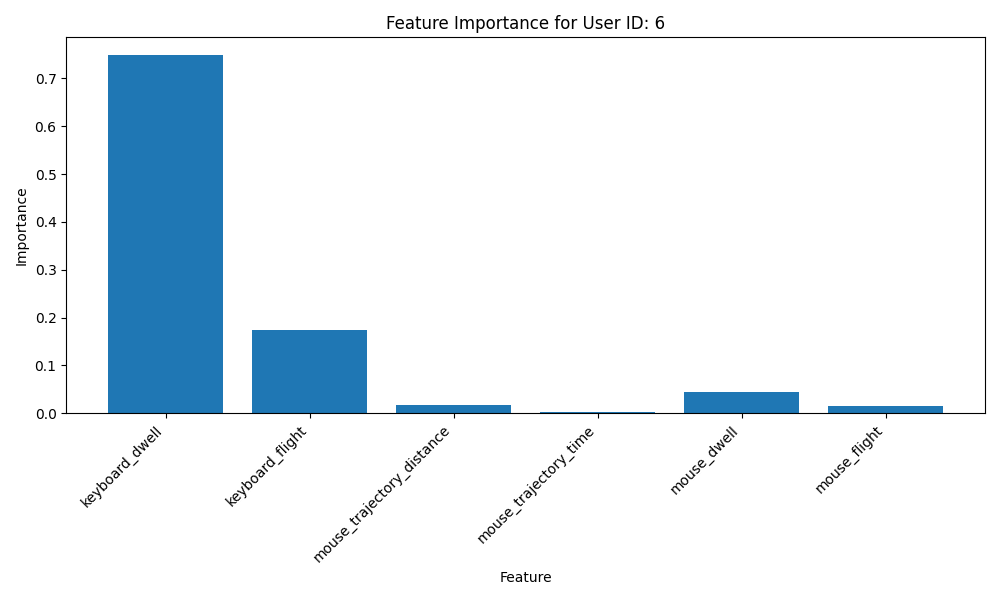 Feature Importance for User ID: 6
Importance
0.7
0.6
0.5
0.4
0.3
0.2
0.1
0.0
keyboard_dwell
keyboard_flight
mouse_trajectory_distance
mouse_trajectory_time
mouse_dwell
mouse_flight
Feature